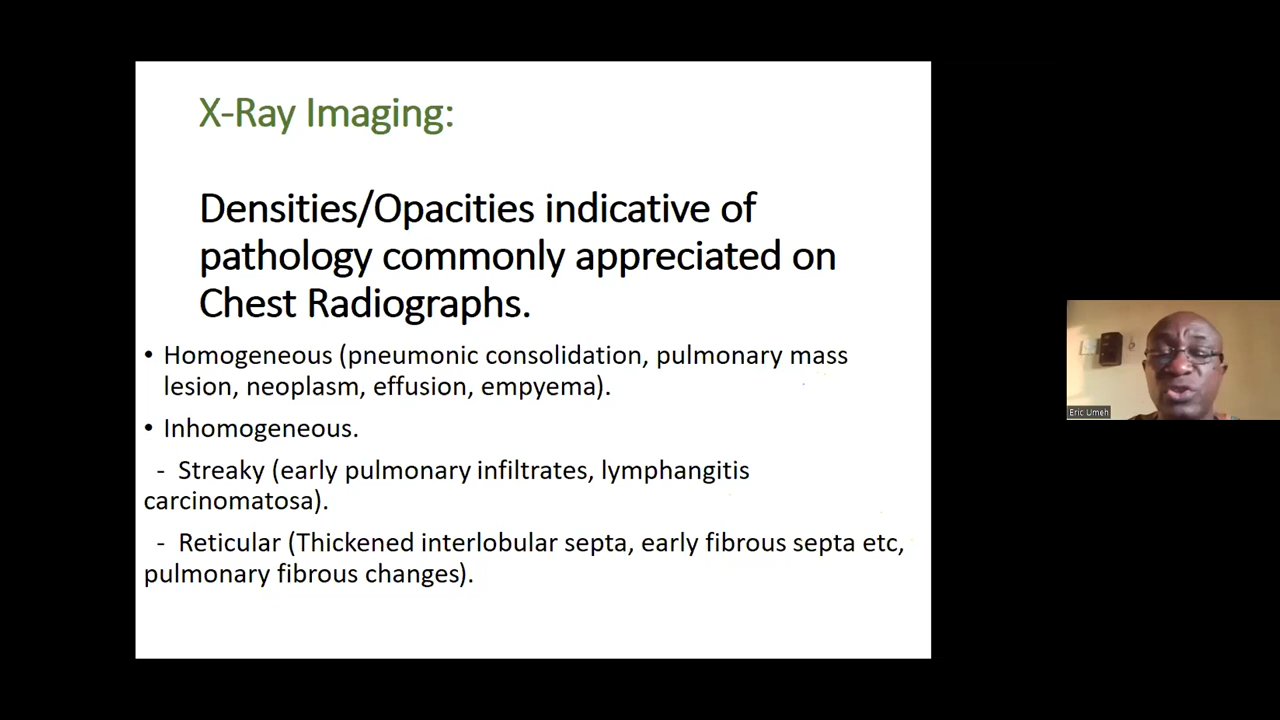 X-Ray Imaging:
Densities/Opacities indicative of
pathology commonly appreciated on
Chest Radiographs.
• Homogeneous (pneumonic consolidation, pulmonary mass
lesion, neoplasm, effusion, empyema).
• Inhomogeneous.
- Streaky (early pulmonary infiltrates, lymphangitis
carcinomatosa).
- Reticular (Thickened interlobular septa, early fibrous septa etc,
pulmonary fibrous changes).
Eric Umeh